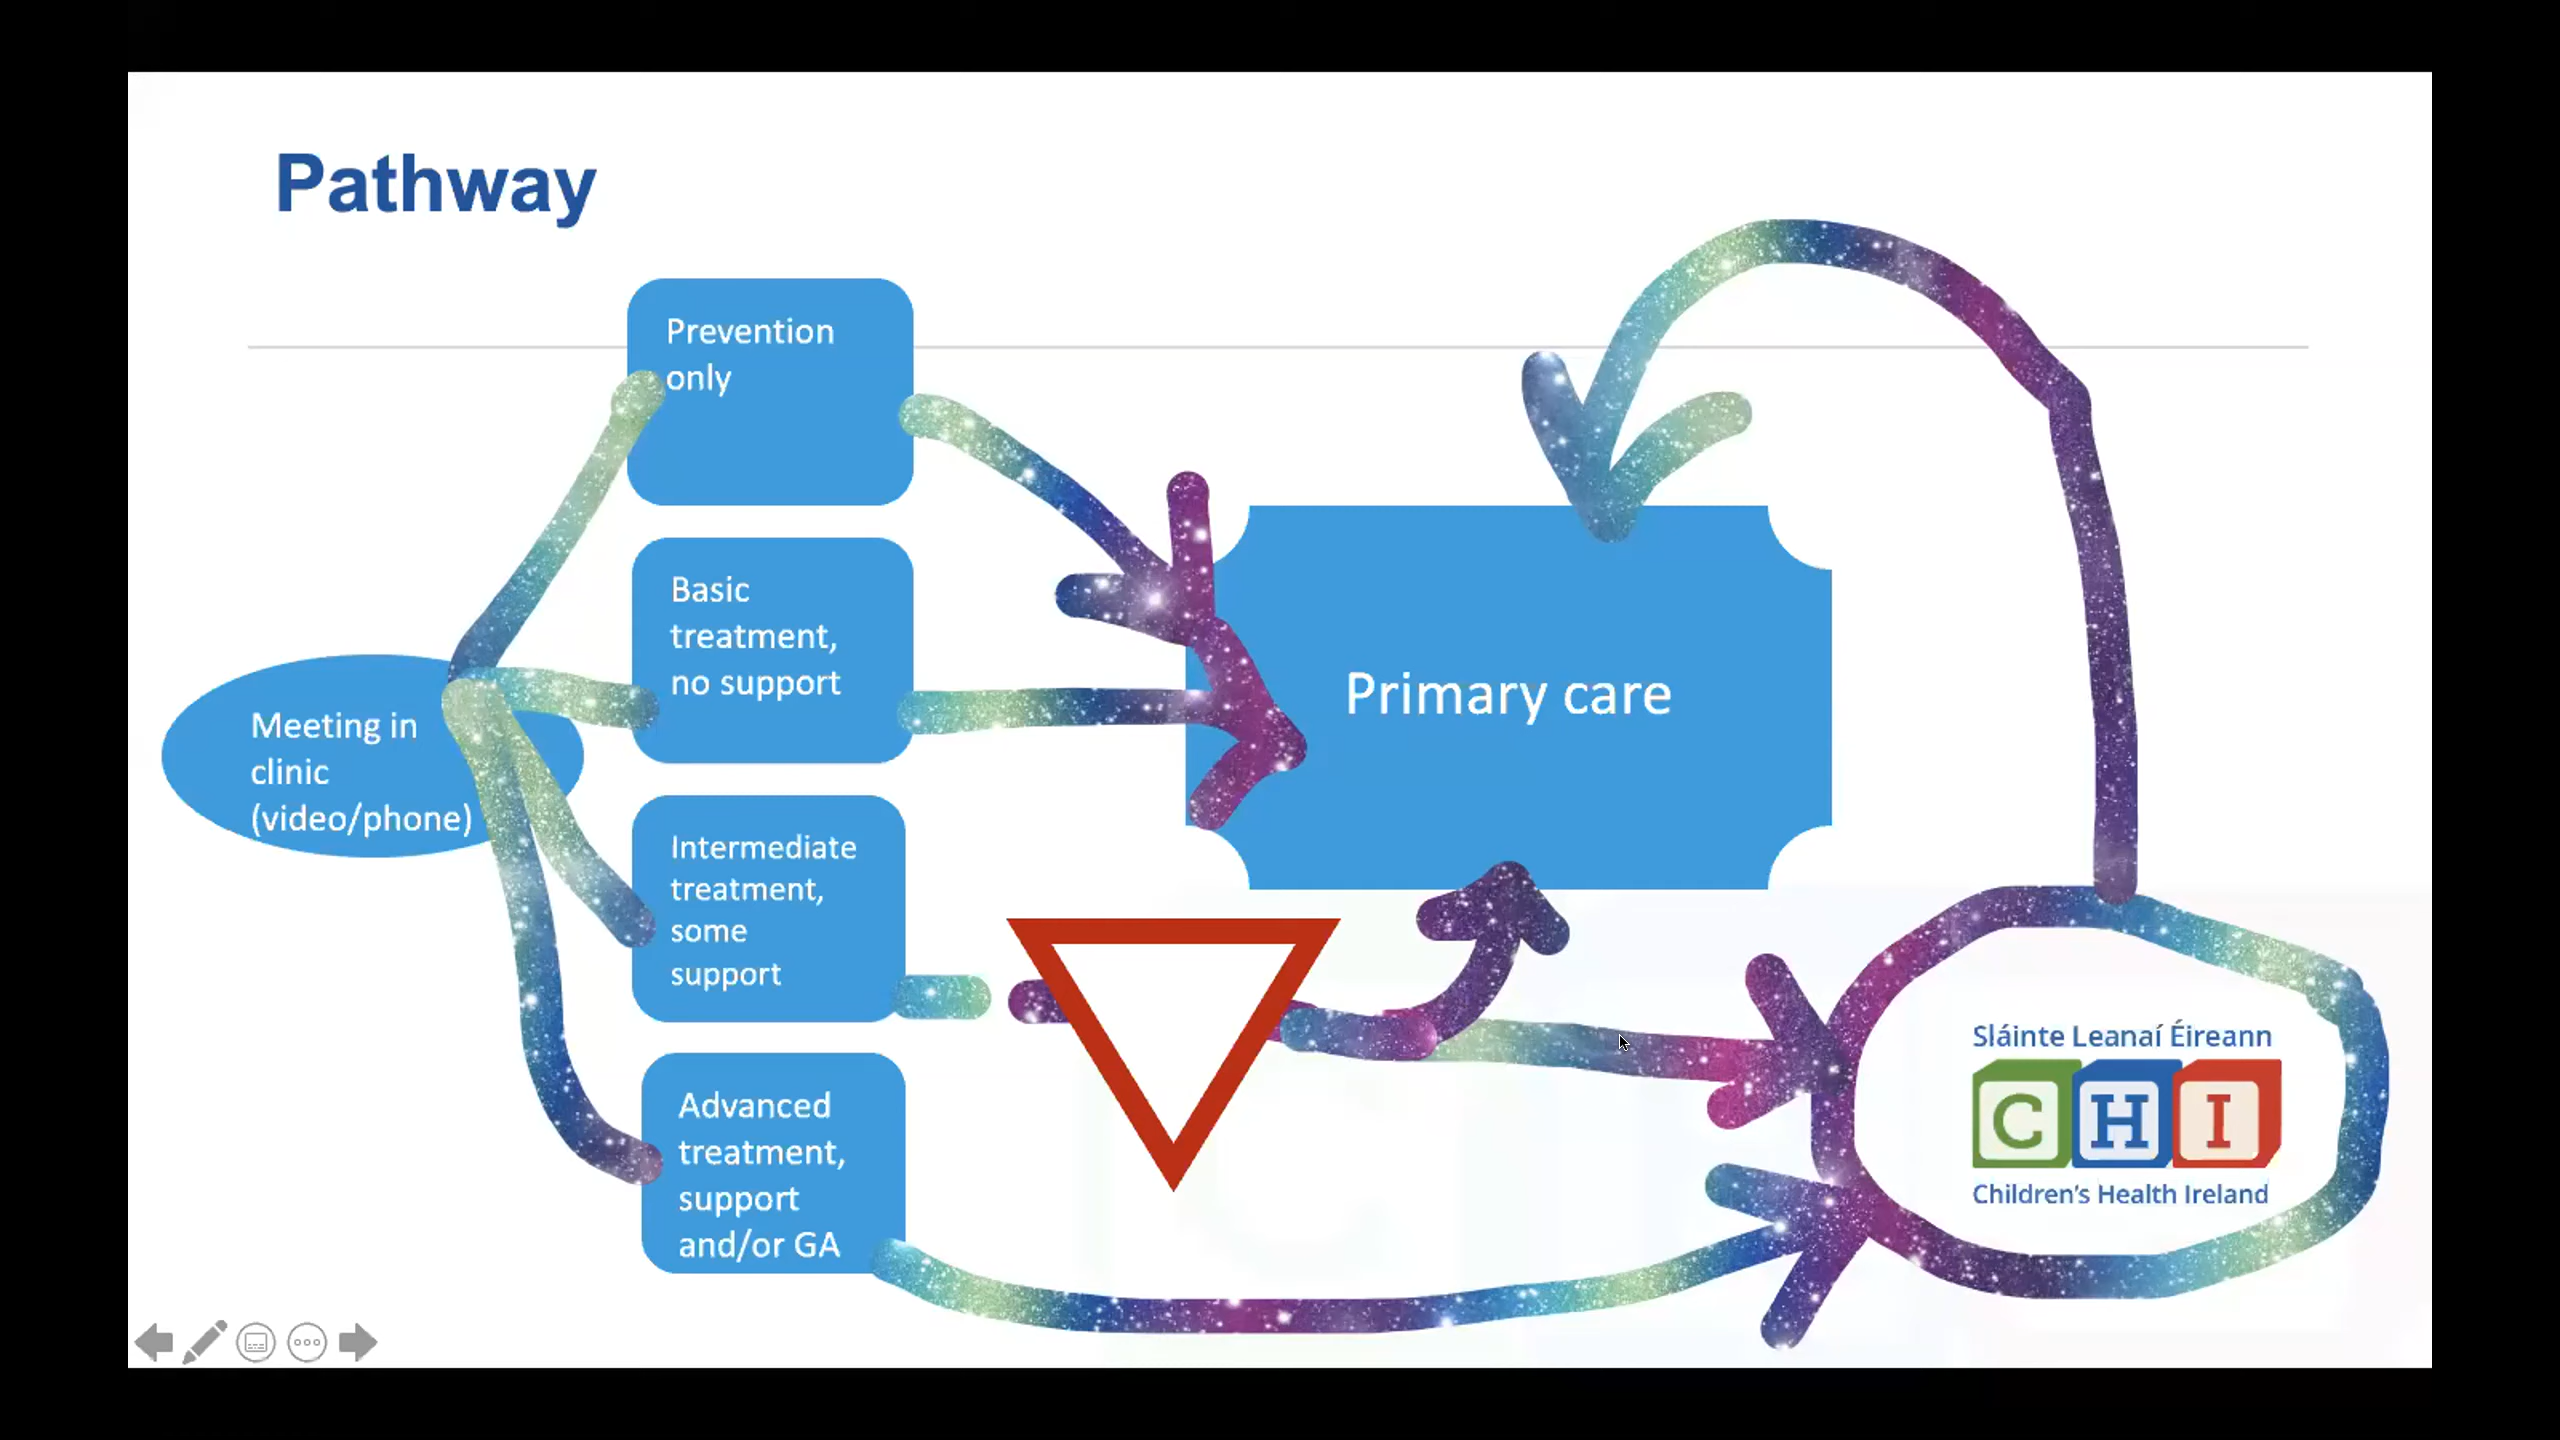 Pathway
Prevention
only
Basic
treatment,
no support
Meeting in
clinic
(video/phone)
Intermediate
treatment,
some
support
Advanced
treatment,
support
and/or GA
Primary care
Sláinte Leanaí Éireann
CHI
Children's Health Ireland